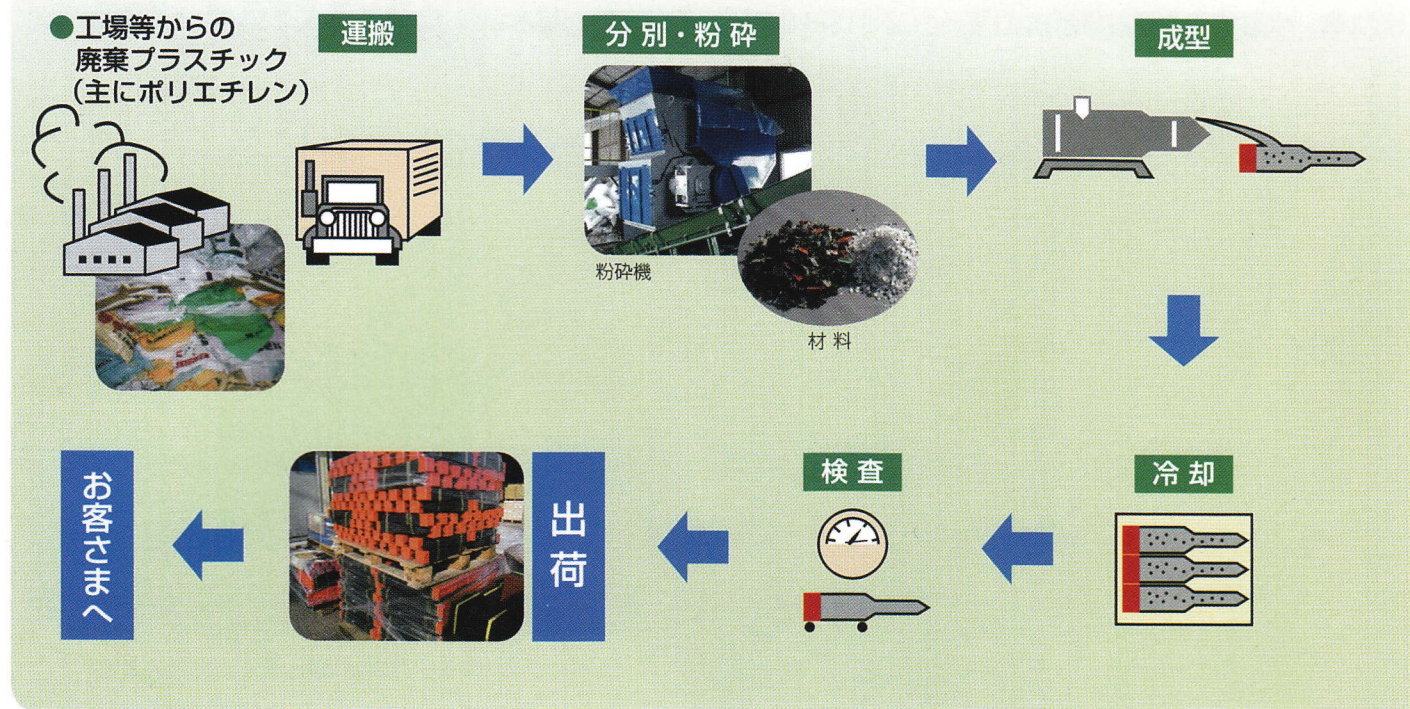 ●工場等からの
廃棄プラスチック
（主にポリエチレン）
運搬
分別・粉砕
粉砕機
材料
成型
冷却
検査
出荷
お客さまへ